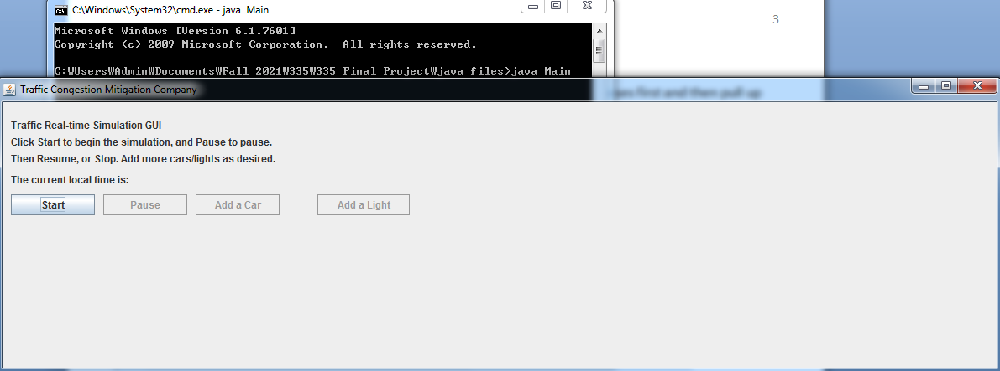 C:\Windows\System32\cmd.exe - java  Main
3
Microsoft Windows [Version 6.1.7601]
Copyright (c) 2009 Microsoft Corporation.  All rights reserved.
C:₩Users₩Admin₩Documents₩Fall 2021₩335₩335 Final Project₩java files>java Main
Traffic Congestion Mitigation Company
first and then pull up
Traffic Real-time Simulation GUI
Click Start to begin the simulation, and Pause to pause.
Then Resume, or Stop. Add more cars/lights as desired.
The current local time is:
Start Pause Add a Car Add a Light